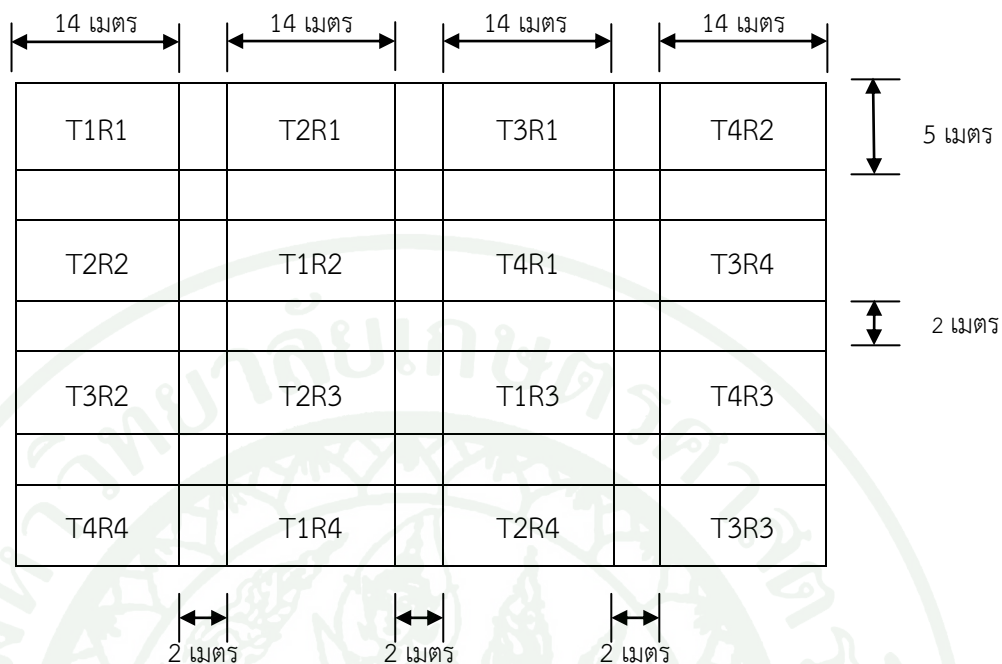 14 เมตร 14 เมตร 14 เมตร 14 เมตร
T1R1 T2R1 T3R1 T4R2 5 เมตร
T2R2 T1R2 T4R1 T3R4
2 เมตร
T3R2 T2R3 T1R3 T4R3
T4R4 T1R4 T2R4 T3R3
2 เมตร 2 เมตร 2 เมตร